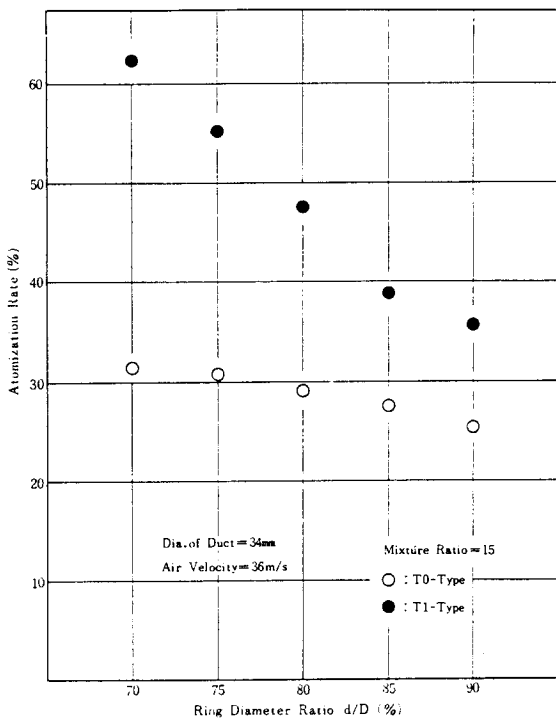 60
50
40
30
20
10
Atomization Rate (%)
Dia.of Duct=34mm
Air Velocity=36m/s
Mixture Ratio=15
○ : T0-Type
● : T1-Type
70 75 80 85 90
Ring Diameter Ratio d/D (%)